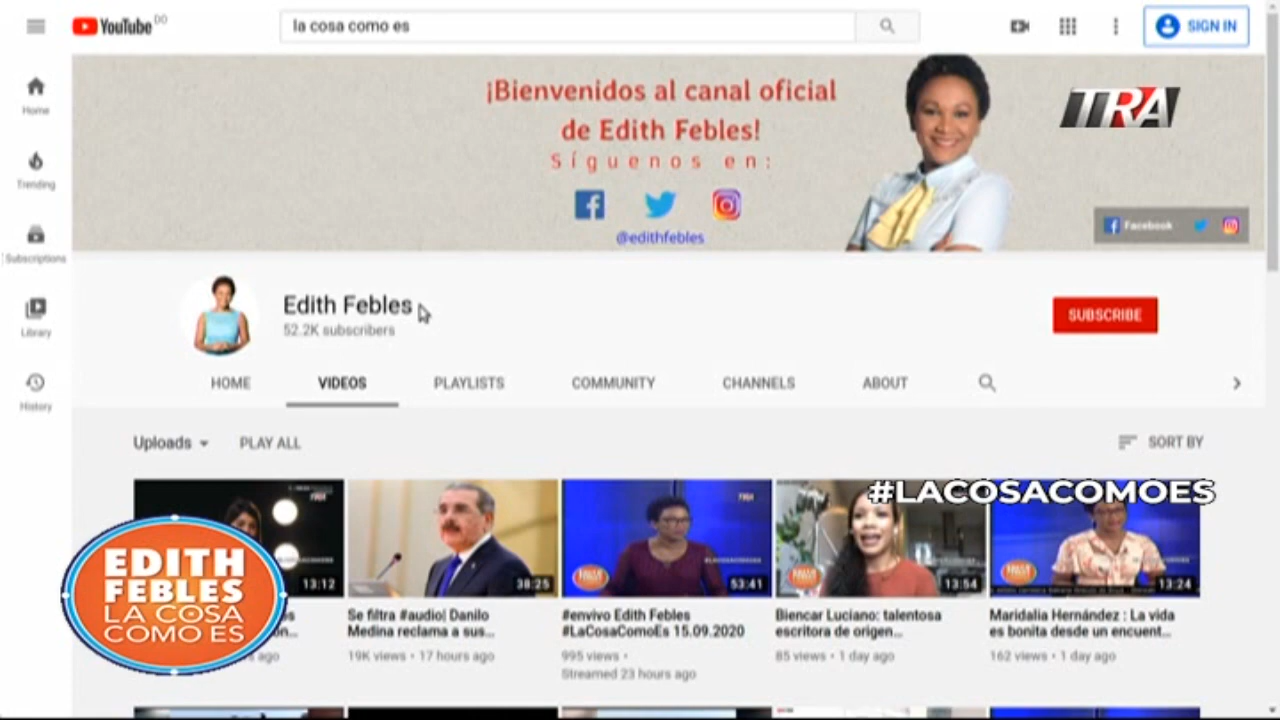 YouTube DO
la cosa como es
SIGN IN
Home
Trending
Subscriptions
Library
History
¡Bienvenidos al canal oficial
de Edith Febles!
Síguenos en:
@edithfebles
TRA
Facebook
Edith Febles
52.2K subscribers
SUBSCRIBE
HOME
VIDEOS
PLAYLISTS
COMMUNITY
CHANNELS
ABOUT
Uploads
PLAY ALL
SORT BY
#LACOSACOMOES
13:12
38:25
53:41
13:54
13:24
EDITH
FEBLES
LA COSA
COMO ES
ago
Se filtra #audio| Danilo
Medina reclama a sus...
19K views • 17 hours ago
#envivo Edith Febles
#LaCosaComoEs 15.09.2020
995 views •
Streamed 23 hours ago
Biencar Luciano: talentosa
escritora de origen...
85 views • 1 day ago
Maridalia Hernández : La vida
es bonita desde un encuent...
162 views • 1 day ago